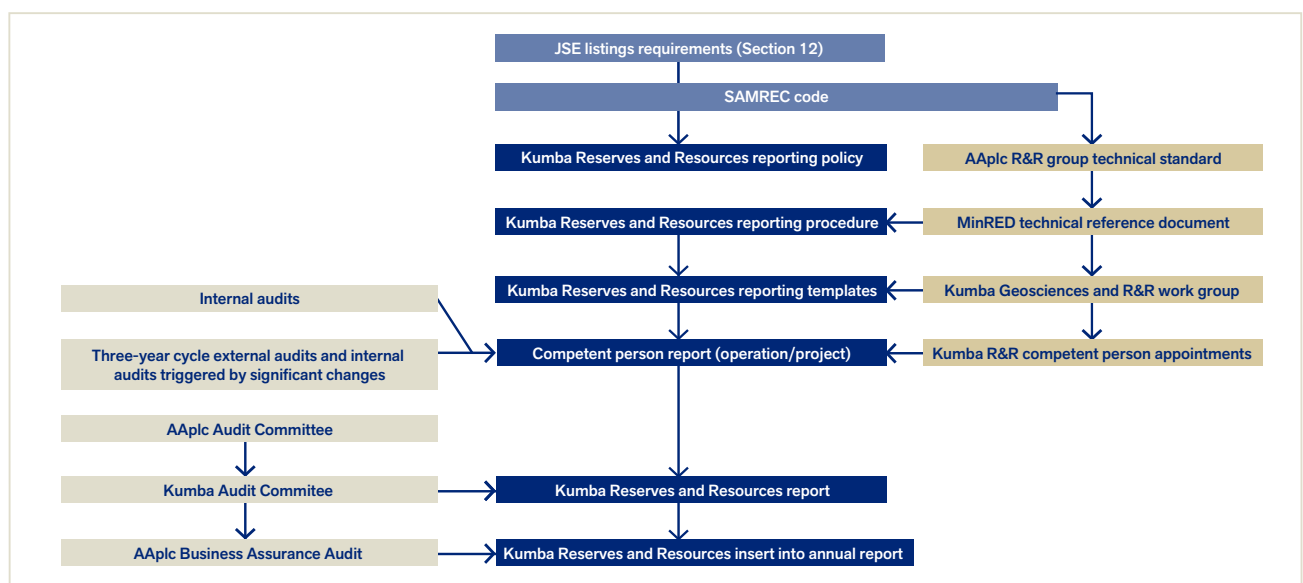 JSE listings requirements (Section 12)
SAMREC code
Kumba Reserves and Resources reporting policy
AAplc R&R group technical standard
Kumba Reserves and Resources reporting procedure
MinRED technical reference document
Internal audits
Kumba Reserves and Resources reporting templates
Kumba Geosciences and R&R work group
Three-year cycle external audits and internal
audits triggered by significant changes
Competent person report (operation/project)
Kumba R&R competent person appointments
AAplc Audit Committee
Kumba Audit Commitee
Kumba Reserves and Resources report
AAplc Business Assurance Audit
Kumba Reserves and Resources insert into annual report